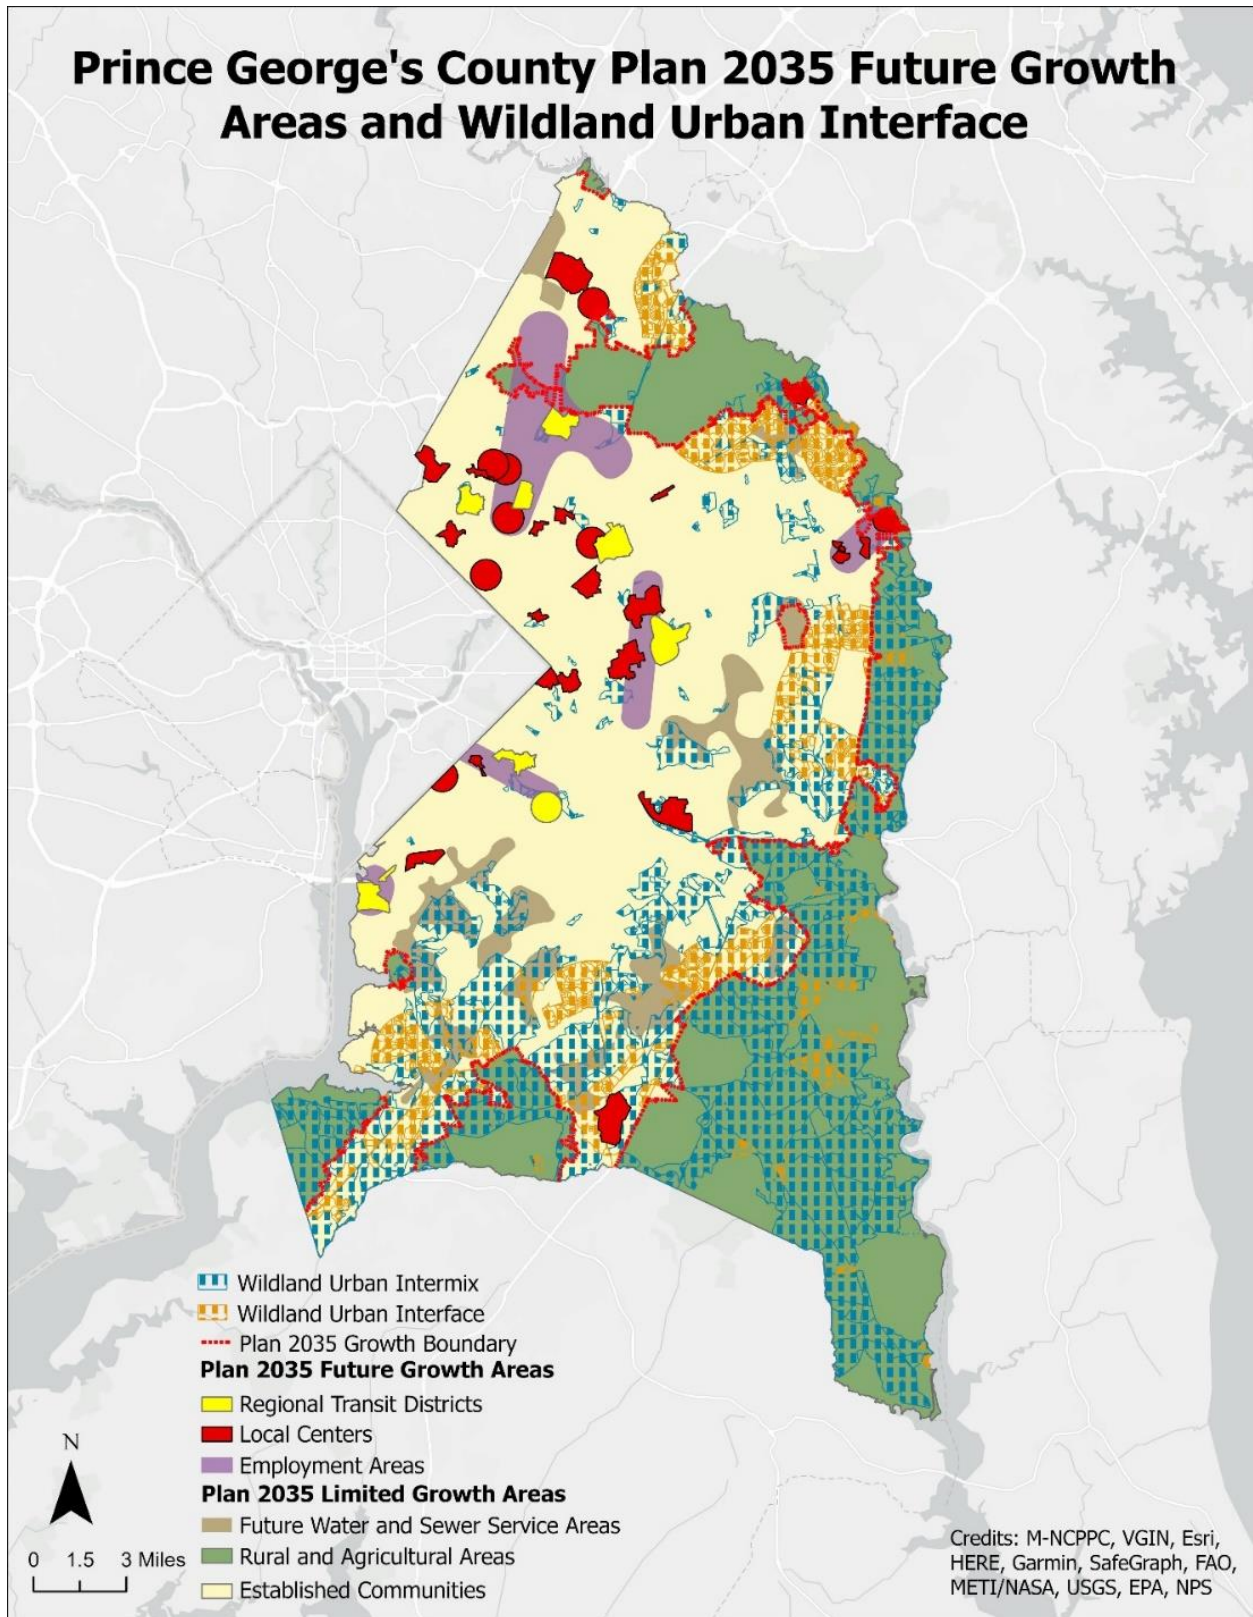 Prince George's County Plan 2035 Future Growth
Areas and Wildland Urban Interface
Wildland Urban Intermix
Wildland Urban Interface
Plan 2035 Growth Boundary
Plan 2035 Future Growth Areas
Regional Transit Districts
Local Centers
Employment Areas
Plan 2035 Limited Growth Areas
Future Water and Sewer Service Areas
Rural and Agricultural Areas
Established Communities
N
0 1.5 3 Miles
Credits: M-NCPPC, VGIN, Esri,
HERE, Garmin, SafeGraph, FAO,
METI/NASA, USGS, EPA, NPS